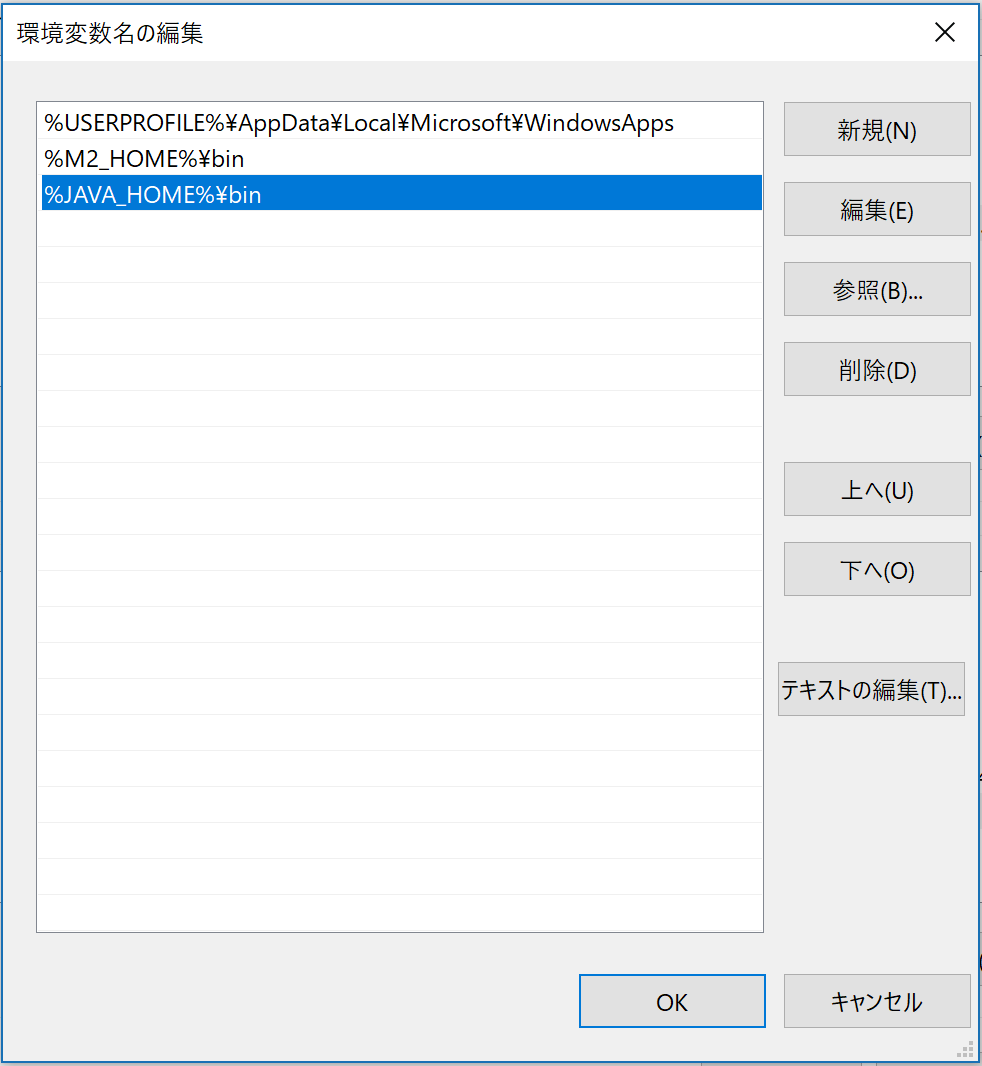 環境変数名の編集
%USERPROFILE%¥AppData¥Local¥Microsoft¥WindowsApps
%M2_HOME%¥bin
%JAVA_HOME%¥bin
新規(N)
編集(E)
参照(B)...
削除(D)
上へ(U)
下へ(O)
テキストの編集(T)...
OK
キャンセル